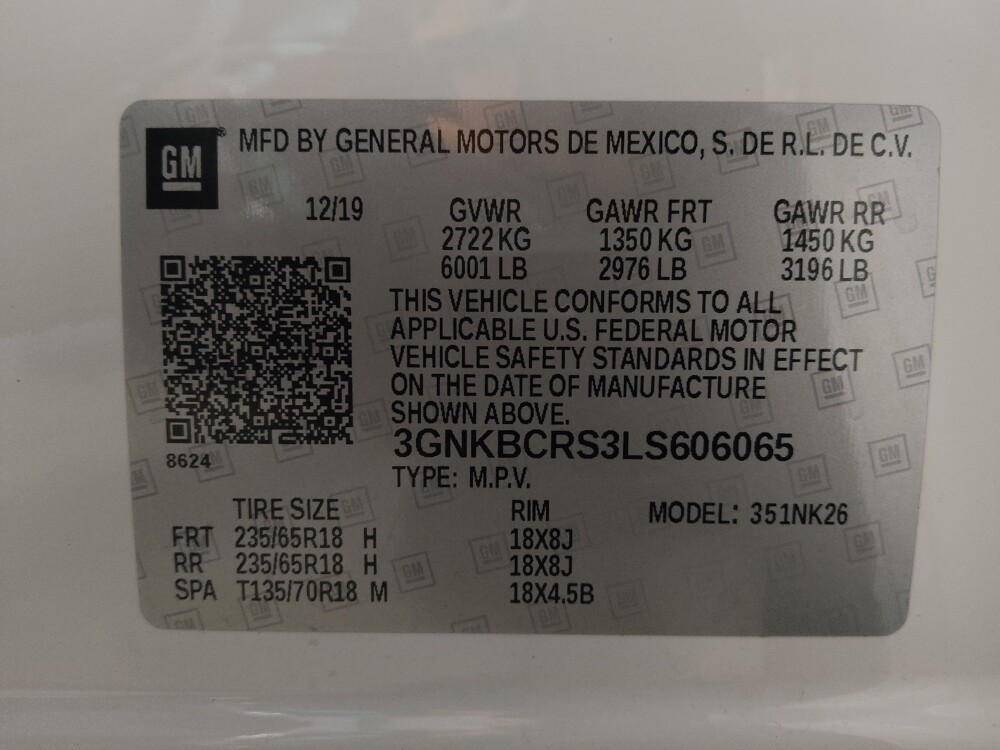 GM ® MFD BY GENERAL MOTORS DE MEXICO, S. DE R.L. DE C.V.
12/19 GVWR GAWR FRT GAWR RR
2722 KG 1350 KG 1450 KG
6001 LB 2976 LB 3196 LB
THIS VEHICLE CONFORMS TO ALL
APPLICABLE U.S. FEDERAL MOTOR
VEHICLE SAFETY STANDARDS IN EFFECT
ON THE DATE OF MANUFACTURE
SHOWN ABOVE.
3GNKBCRS3LS606065
8624
TYPE: M.P.V.
TIRE SIZE RIM MODEL: 351NK26
FRT 235/65R18 H 18X8J
RR 235/65R18 H 18X8J
SPA T135/70R18 M 18X4.5B